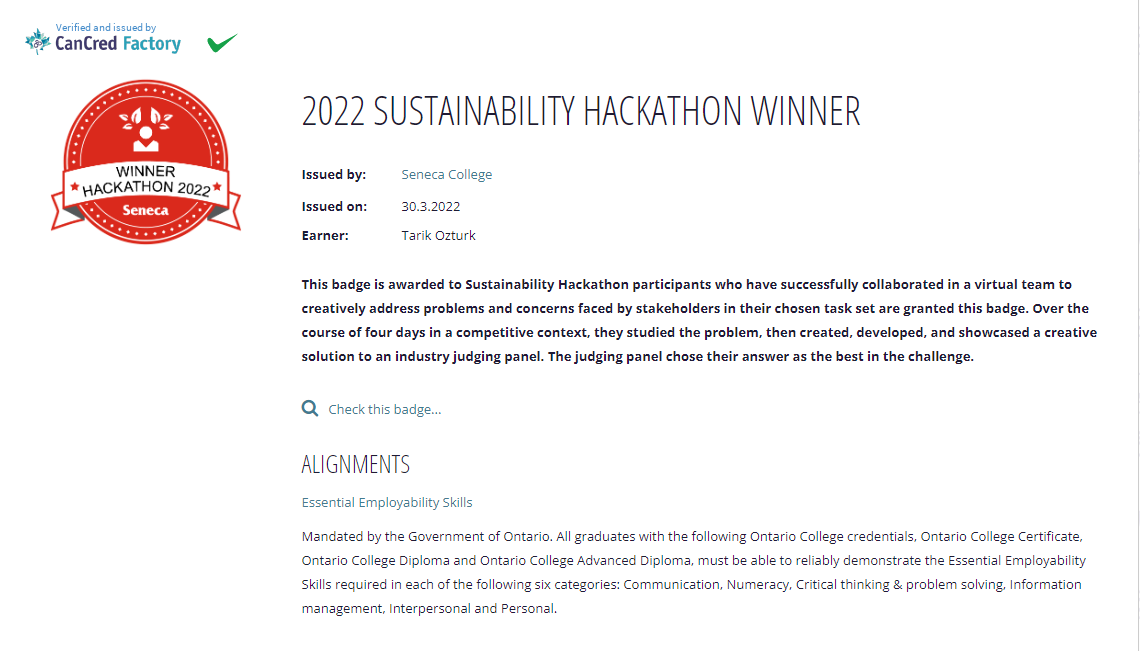 Verified and issued by
CanCred Factory
WINNER
HACKATHON 2022
Seneca
2022 SUSTAINABILITY HACKATHON WINNER
Issued by: Seneca College
Issued on: 30.3.2022
Earner: Tarik Ozturk
This badge is awarded to Sustainability Hackathon participants who have successfully collaborated in a virtual team to
creatively address problems and concerns faced by stakeholders in their chosen task set are granted this badge. Over the
course of four days in a competitive context, they studied the problem, then created, developed, and showcased a creative
solution to an industry judging panel. The judging panel chose their answer as the best in the challenge.
Check this badge...
ALIGNMENTS
Essential Employability Skills
Mandated by the Government of Ontario. All graduates with the following Ontario College credentials, Ontario College Certificate,
Ontario College Diploma and Ontario College Advanced Diploma, must be able to reliably demonstrate the Essential Employability
Skills required in each of the following six categories: Communication, Numeracy, Critical thinking & problem solving, Information
management, Interpersonal and Personal.